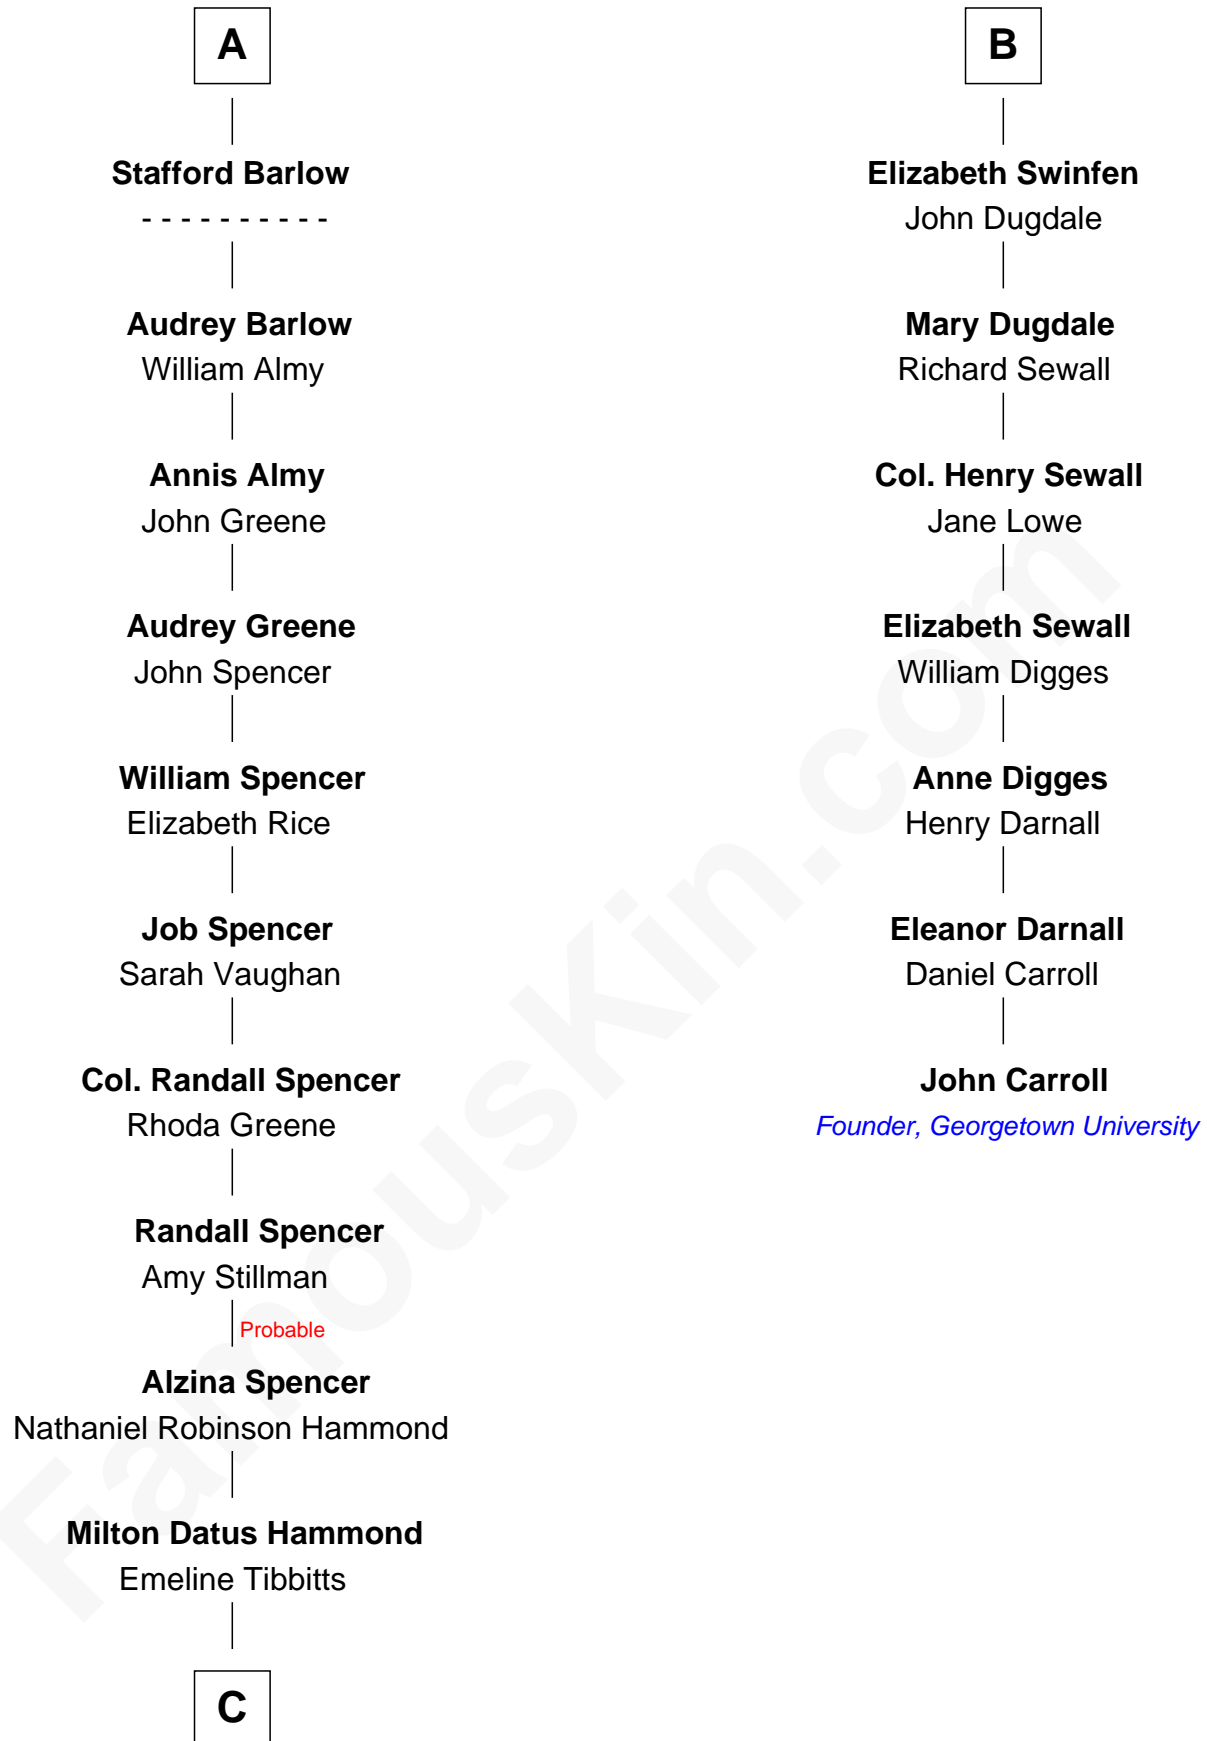 A
Stafford Barlow
- - - - - - - - - -
Audrey Barlow
William Almy
Annis Almy
John Greene
Audrey Greene
John Spencer
William Spencer
Elizabeth Rice
Job Spencer
Sarah Vaughan
Col. Randall Spencer
Rhoda Greene
Randall Spencer
Amy Stillman
Probable
Alzina Spencer
Nathaniel Robinson Hammond
Milton Datus Hammond
Emeline Tibbitts
C
B
Elizabeth Swinfen
John Dugdale
Mary Dugdale
Richard Sewall
Col. Henry Sewall
Jane Lowe
Elizabeth Sewall
William Digges
Anne Digges
Henry Darnall
Eleanor Darnall
Daniel Carroll
John Carroll
Founder, Georgetown University
FamousKin.com